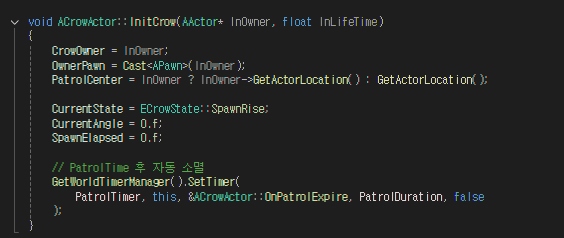 void ACrowActor::InitCrow(AActor* InOwner, float InLifeTime)
{
CrowOwner = InOwner;
OwnerPawn = Cast<APawn>(InOwner);
PatrolCenter = InOwner ? InOwner->GetActorLocation() : GetActorLocation();
CurrentState = ECrowState::SpawnRise;
CurrentAngle = 0.f;
SpawnElapsed = 0.f;
// PatrolTime 후 자동 소멸
GetWorldTimerManager().SetTimer(
PatrolTimer, this, &ACrowActor::OnPatrolExpire, PatrolDuration, false
);
}